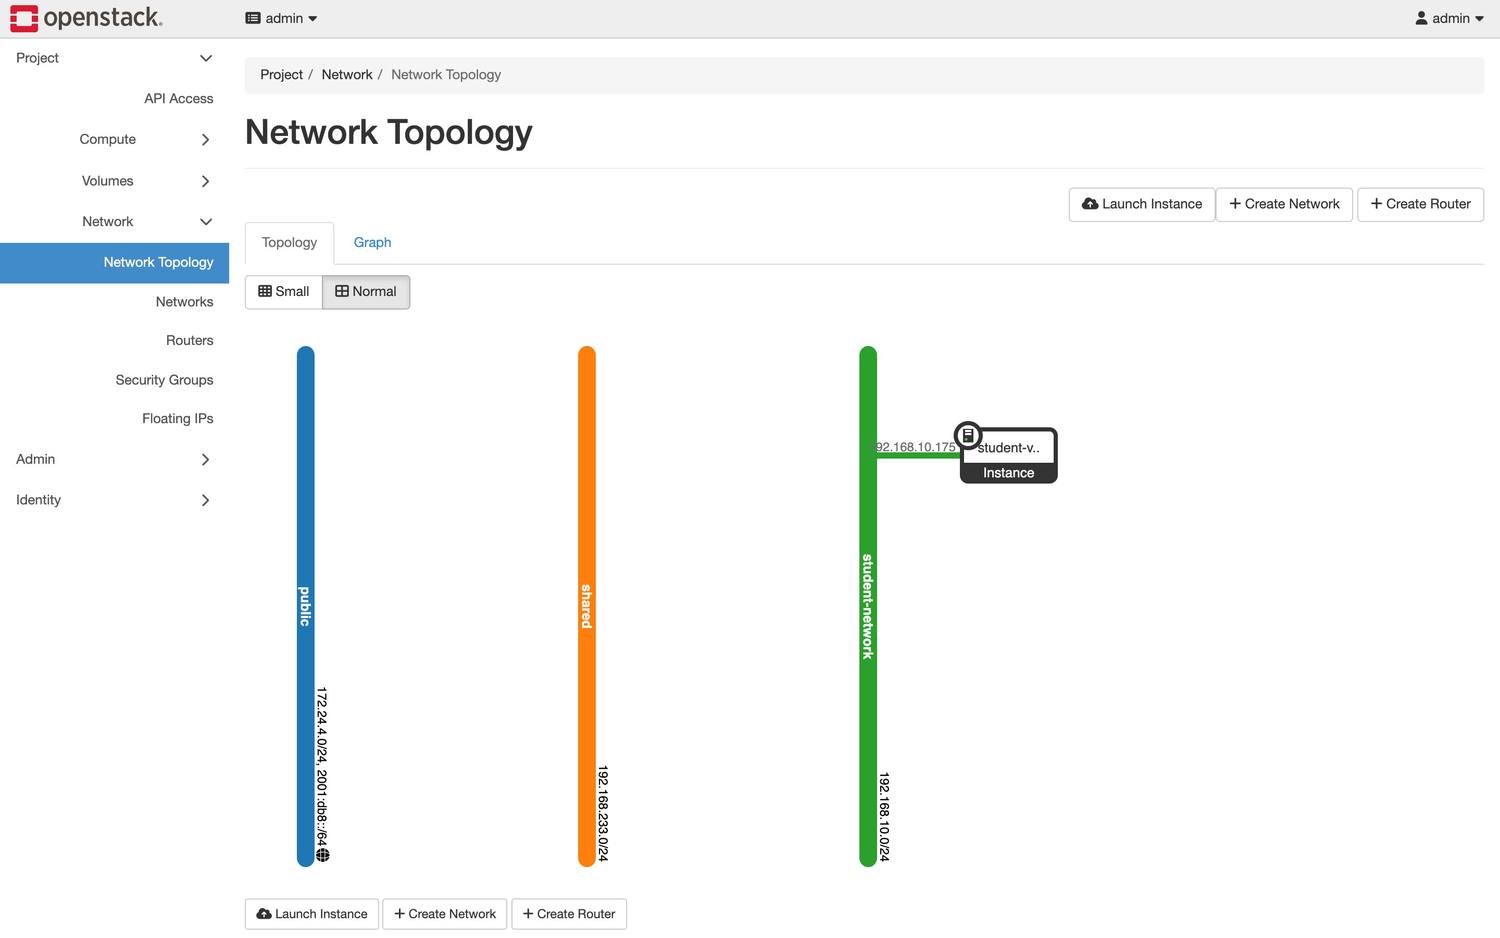 openstack.
admin
admin
Project
API Access
Compute
Volumes
Network
Network Topology
Networks
Routers
Security Groups
Floating IPs
Admin
Identity
Project / Network / Network Topology
Network Topology
Launch Instance
Create Network
Create Router
Topology
Graph
Small
Normal
public
172.24.4.0/24, 2001:db8::/64
shared
192.168.233.0/24
student-network
192.168.10.0/24
92.168.10.175
student-v..
Instance
Launch Instance
Create Network
Create Router